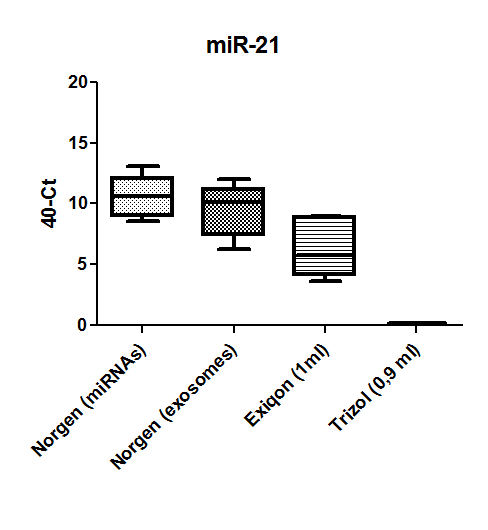 miR-21
40-Ct
20
15
10
5
0
Norgen (miRNAs)
Norgen (exosomes)
Exiqon (1ml)
Trizol (0,9 ml)